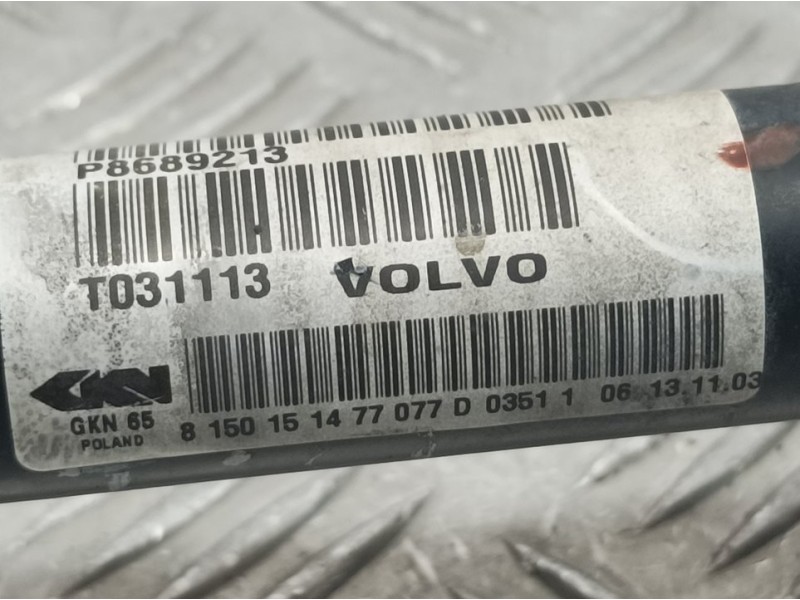 P8689213
T031113 VOLVO
GKN
GKN 65
POLAND
8 150 15 14 77 077 D 0351 1 06 13.11.03